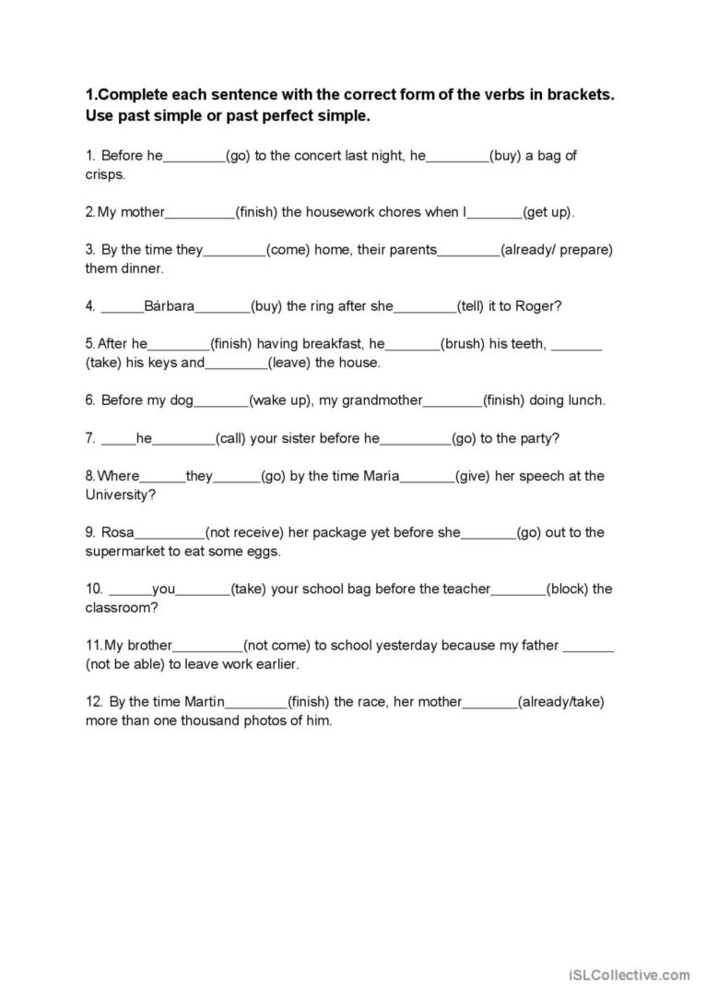 1.Complete each sentence with the correct form of the verbs in brackets.
Use past simple or past perfect simple.
1. Before he________(go) to the concert last night, he________(buy) a bag of
crisps.
2.My mother_________(finish) the housework chores when I_______(get up).
3. By the time they________(come) home, their parents________(already/ prepare)
them dinner.
4. ______Bárbara_______(buy) the ring after she________(tell) it to Roger?
5.After he________(finish) having breakfast, he_______(brush) his teeth, _______
(take) his keys and________(leave) the house.
6. Before my dog_______(wake up), my grandmother________(finish) doing lunch.
7. _____he________(call) your sister before he_________(go) to the party?
8.Where______they______(go) by the time María_______(give) her speech at the
University?
9. Rosa_________(not receive) her package yet before she_______(go) out to the
supermarket to eat some eggs.
10. ______you_______(take) your school bag before the teacher_______(block) the
classroom?
11.My brother_________(not come) to school yesterday because my father _______
(not be able) to leave work earlier.
12. By the time Martín________(finish) the race, her mother_______(already/take)
more than one thousand photos of him.
iSLCollective.com